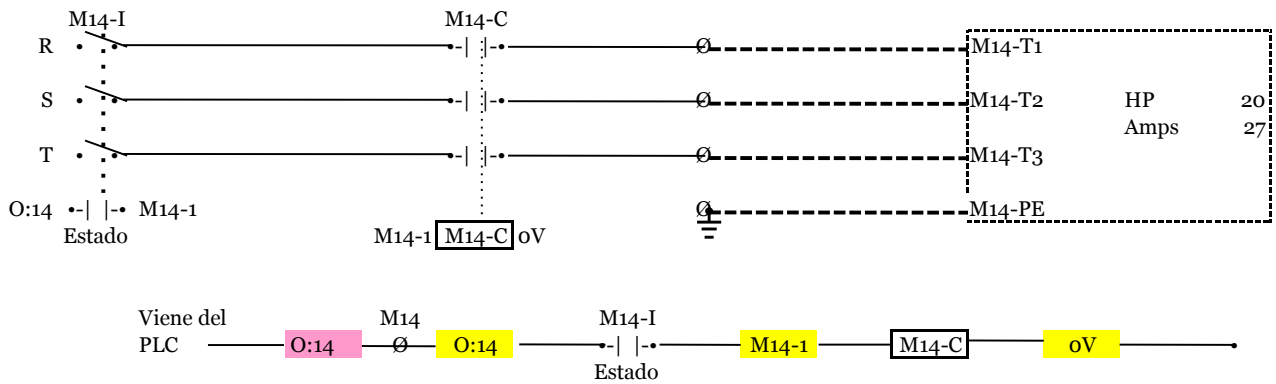 M14-I M14-C
R M14-T1
S M14-T2 HP 20
Amps 27
T M14-T3
O:14 M14-1 M14-PE
Estado M14-1 M14-C 0V
Viene del M14 M14-I
PLC O:14 Ø O:14 M14-1 M14-C 0V
Estado